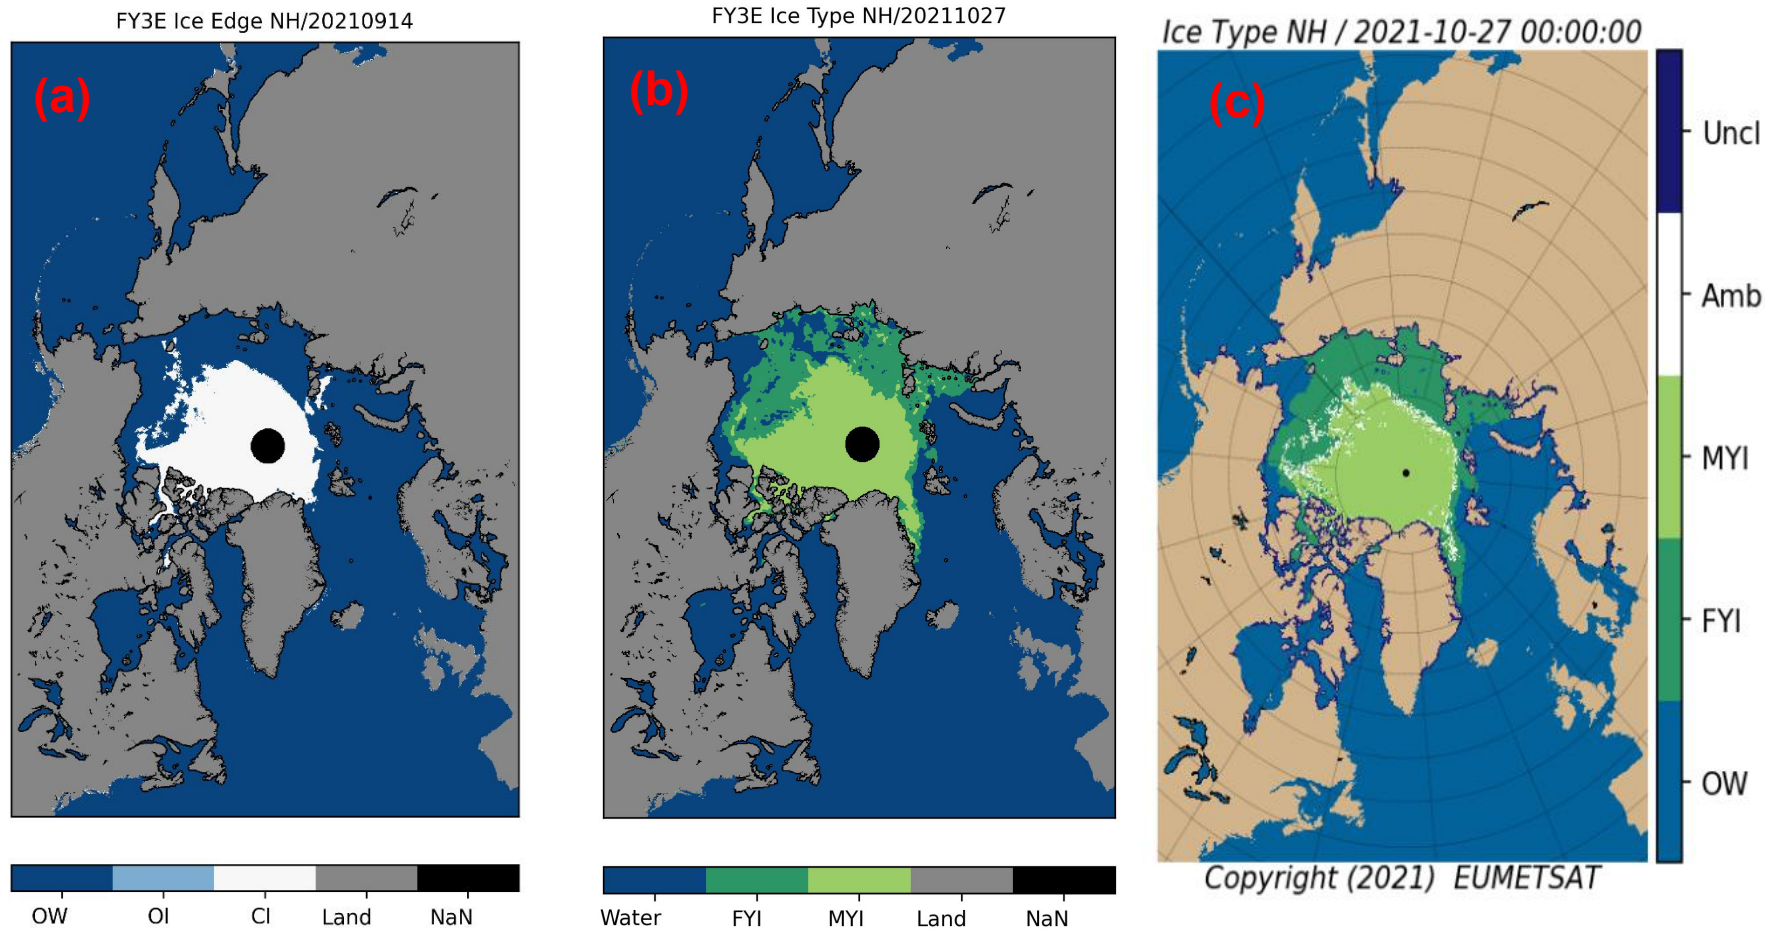 FY3E Ice Edge NH/20210914
(a)
OW OI CI Land NaN
FY3E Ice Type NH/20211027
(b)
Water FYI MYI Land NaN
Ice Type NH / 2021-10-27 00:00:00
(c)
Uncl
Amb
MYI
FYI
OW
Copyright (2021) EUMETSAT